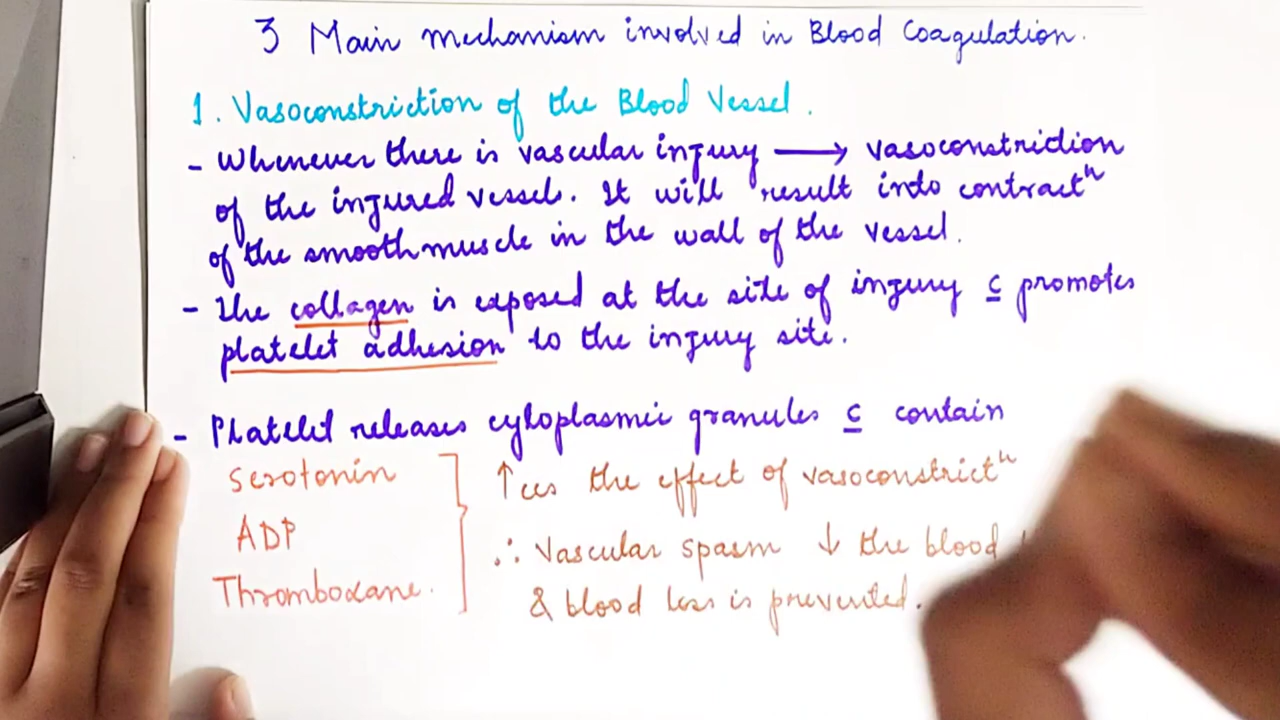 3 Main mechanism involved in Blood Coagulation.
1. Vasoconstriction of the Blood Vessel.
- Whenever there is vascular injury → vasoconstriction
of the injured vessel. It will result into contractⁿ
of the smooth muscle in the wall of the vessel.
- The collagen is exposed at the site of injury c̲ promotes
platelet adhesion to the injury site.
- Platelet releases cytoplasmic granules c̲ contain
Serotonin
ADP
Thromboxane.
↑ces the effect of vasoconstrictⁿ
∴ Vascular spasm ↓ the blood
& blood loss is prevented.